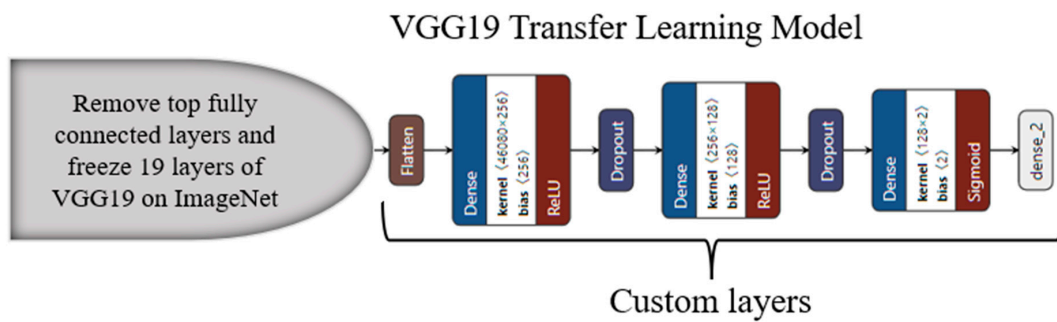 VGG19 Transfer Learning Model
Remove top fully
connected layers and
freeze 19 layers of
VGG19 on ImageNet
Flatten
Dense
kernel ⟨46080×256⟩
bias ⟨256⟩
ReLU
Dropout
Dense
kernel ⟨256×128⟩
bias ⟨128⟩
ReLU
Dropout
Dense
kernel ⟨128×2⟩
bias ⟨2⟩
Sigmoid
dense_2
Custom layers